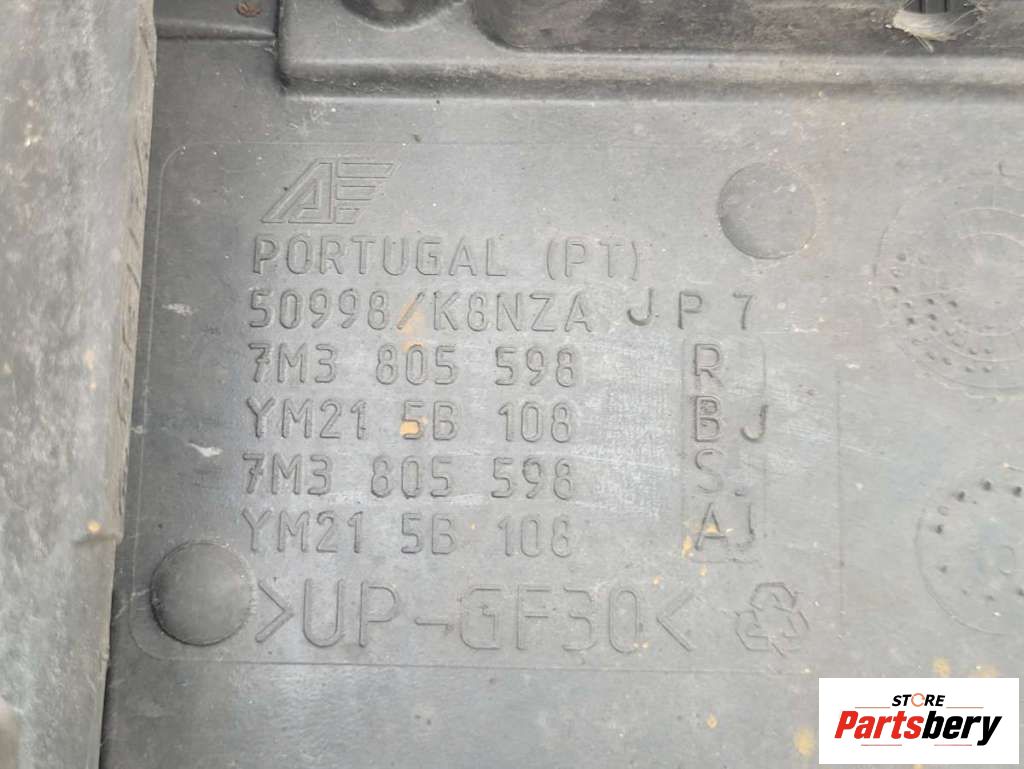 AF
PORTUGAL (PT)
50998/K8NZA J P 7
7M3 805 598 R
YM21 5B 108 B J
7M3 805 598 S J
YM21 5B 108 A J
>UP-GF30<
STORE
Partsbery